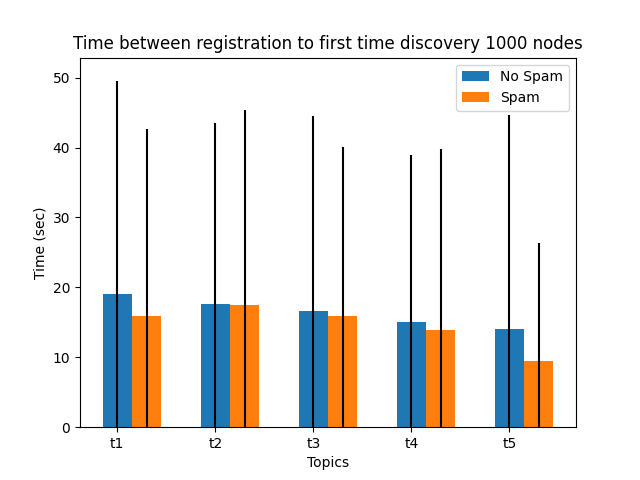 Time between registration to first time discovery 1000 nodes
No Spam
Spam
50
40
30
20
10
0
Time (sec)
t1 t2 t3 t4 t5
Topics